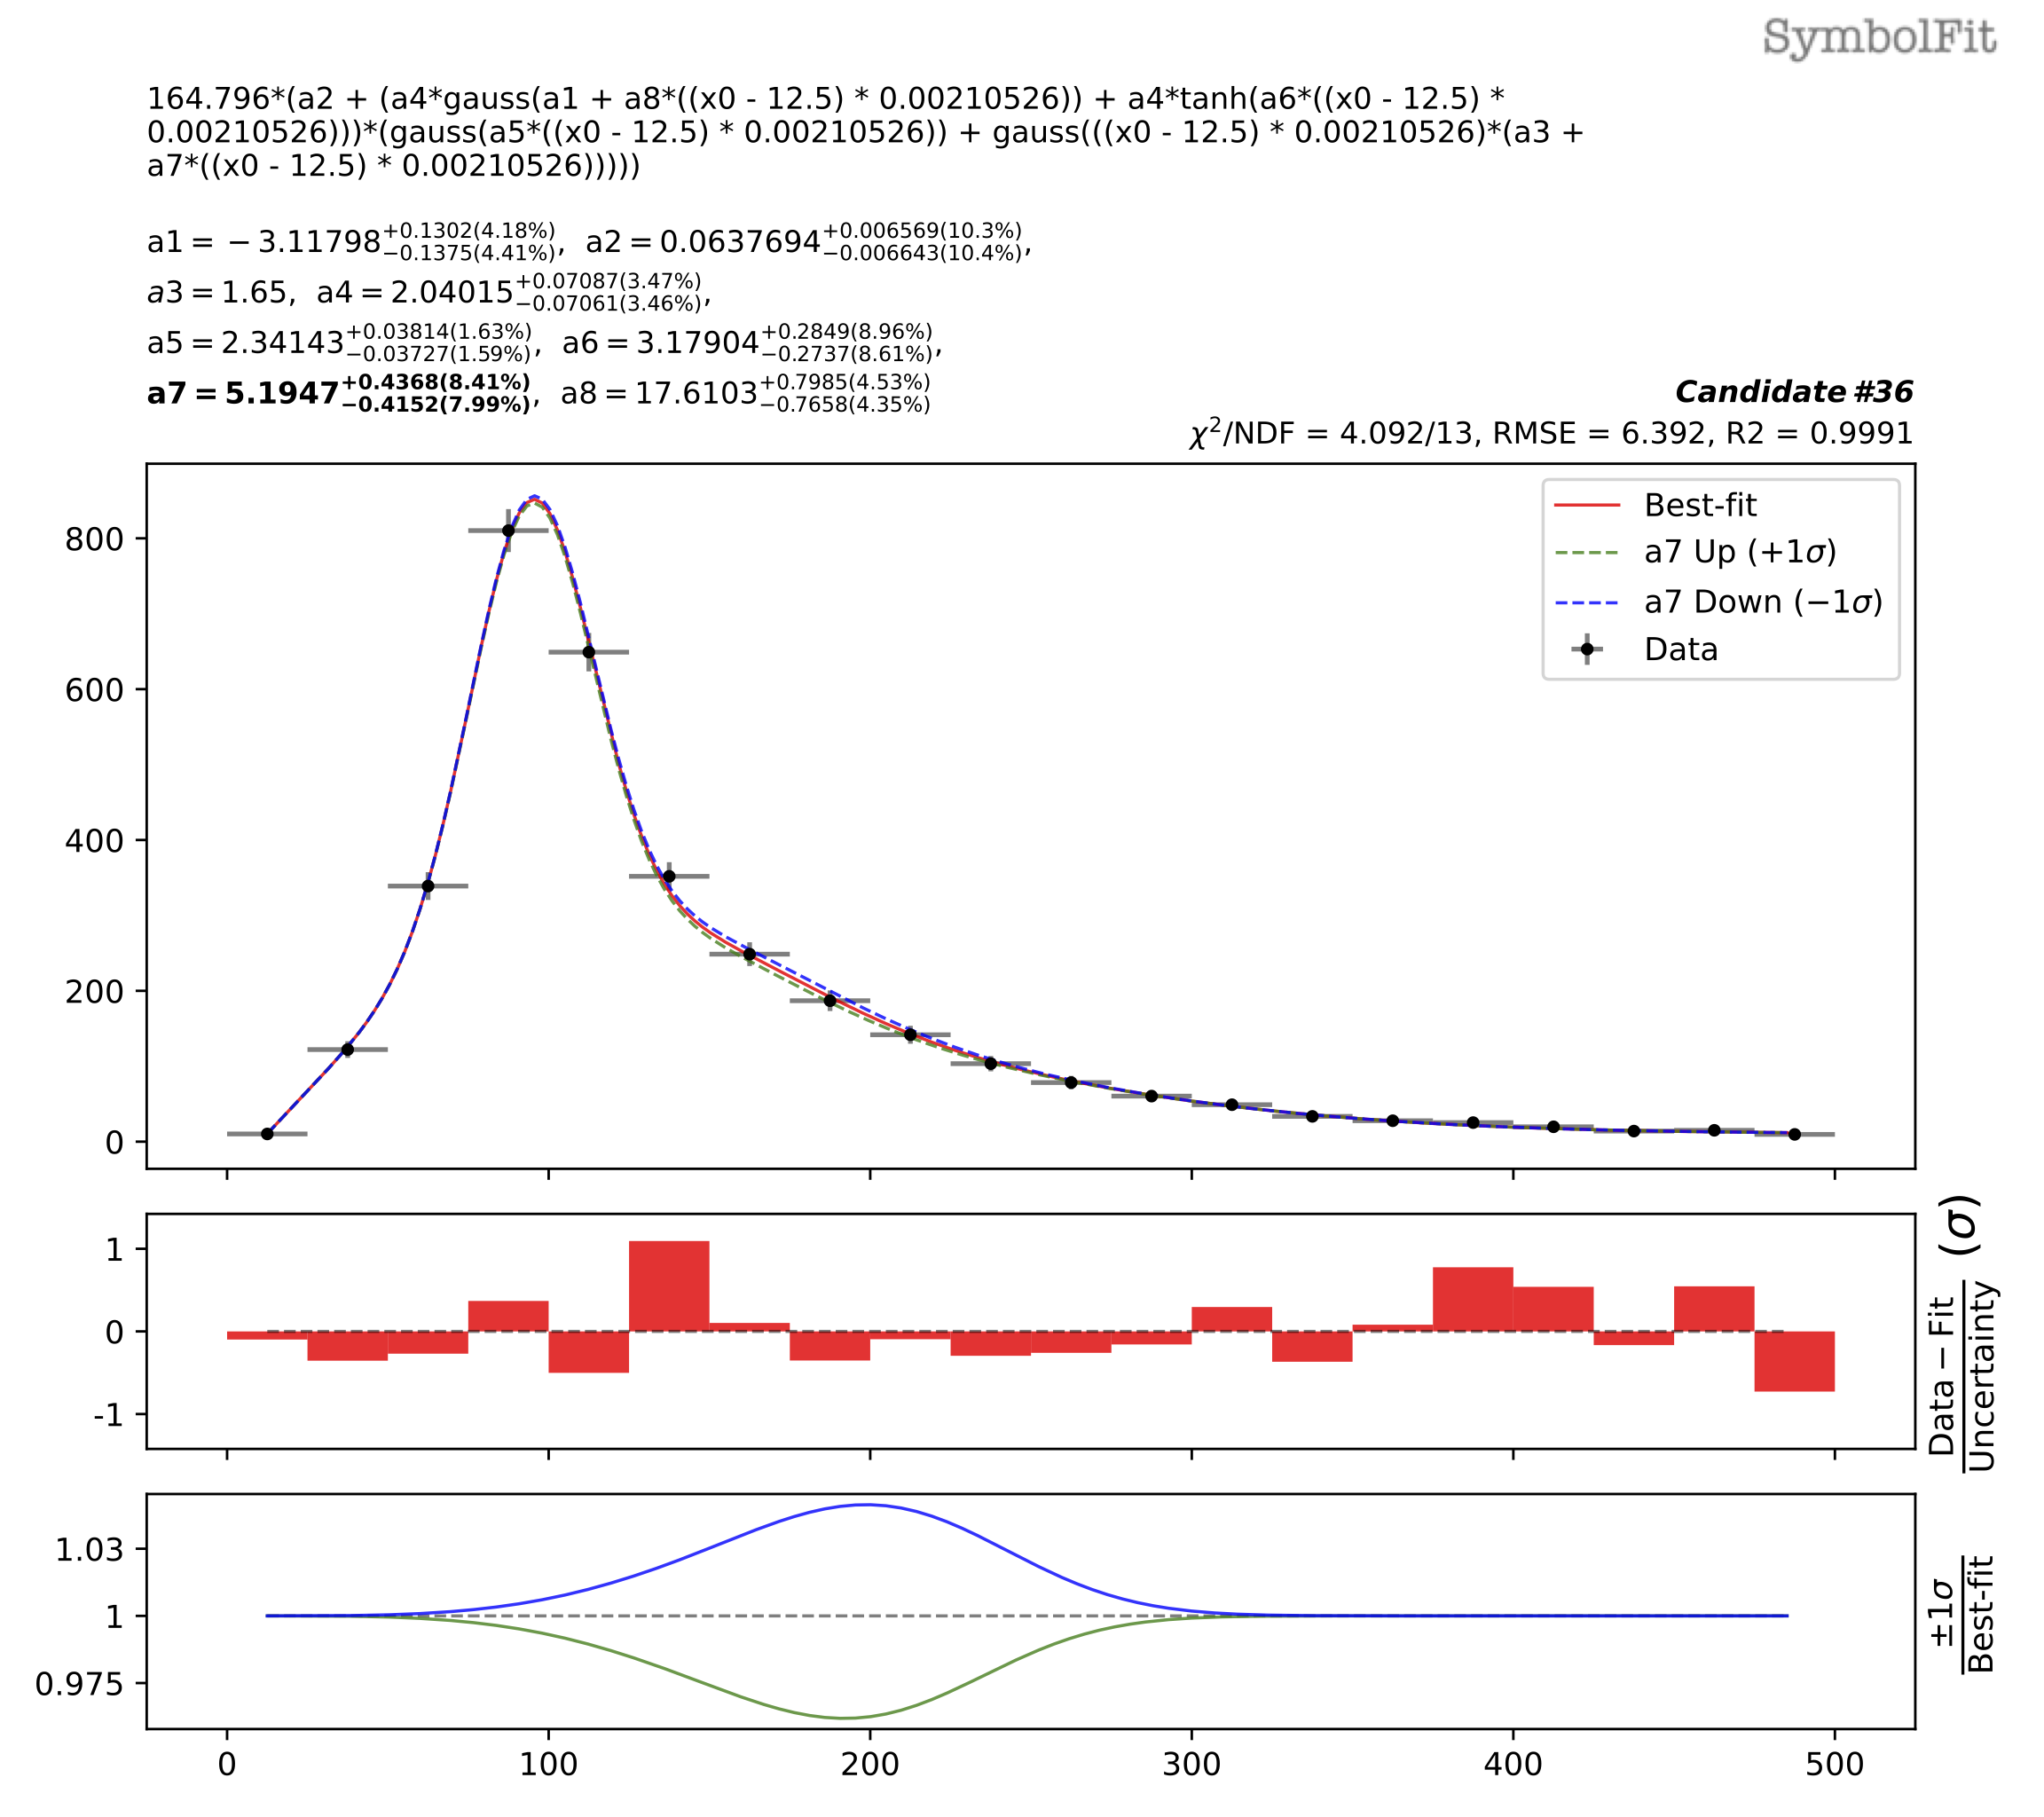 SymbolFit
164.796*(a2 + (a4*gauss(a1 + a8*((x0 - 12.5) * 0.00210526)) + a4*tanh(a6*((x0 - 12.5) *
0.00210526)))*(gauss(a5*((x0 - 12.5) * 0.00210526)) + gauss(((x0 - 12.5) * 0.00210526)*(a3 +
a7*((x0 - 12.5) * 0.00210526)))))
a1 = −3.11798 +0.1302(4.18%) −0.1375(4.41%), a2 = 0.0637694 +0.006569(10.3%) −0.006643(10.4%),
a3 = 1.65, a4 = 2.04015 +0.07087(3.47%) −0.07061(3.46%),
a5 = 2.34143 +0.03814(1.63%) −0.03727(1.59%), a6 = 3.17904 +0.2849(8.96%) −0.2737(8.61%),
a7 = 5.1947 +0.4368(8.41%) −0.4152(7.99%), a8 = 17.6103 +0.7985(4.53%) −0.7658(4.35%)
Candidate #36
χ²/NDF = 4.092/13, RMSE = 6.392, R2 = 0.9991
Best-fit
a7 Up (+1σ)
a7 Down (−1σ)
Data
800
600
400
200
0
1
0
-1
Data − Fit
Uncertainty
(σ)
1.03
1
0.975
±1σ
Best-fit
0 100 200 300 400 500